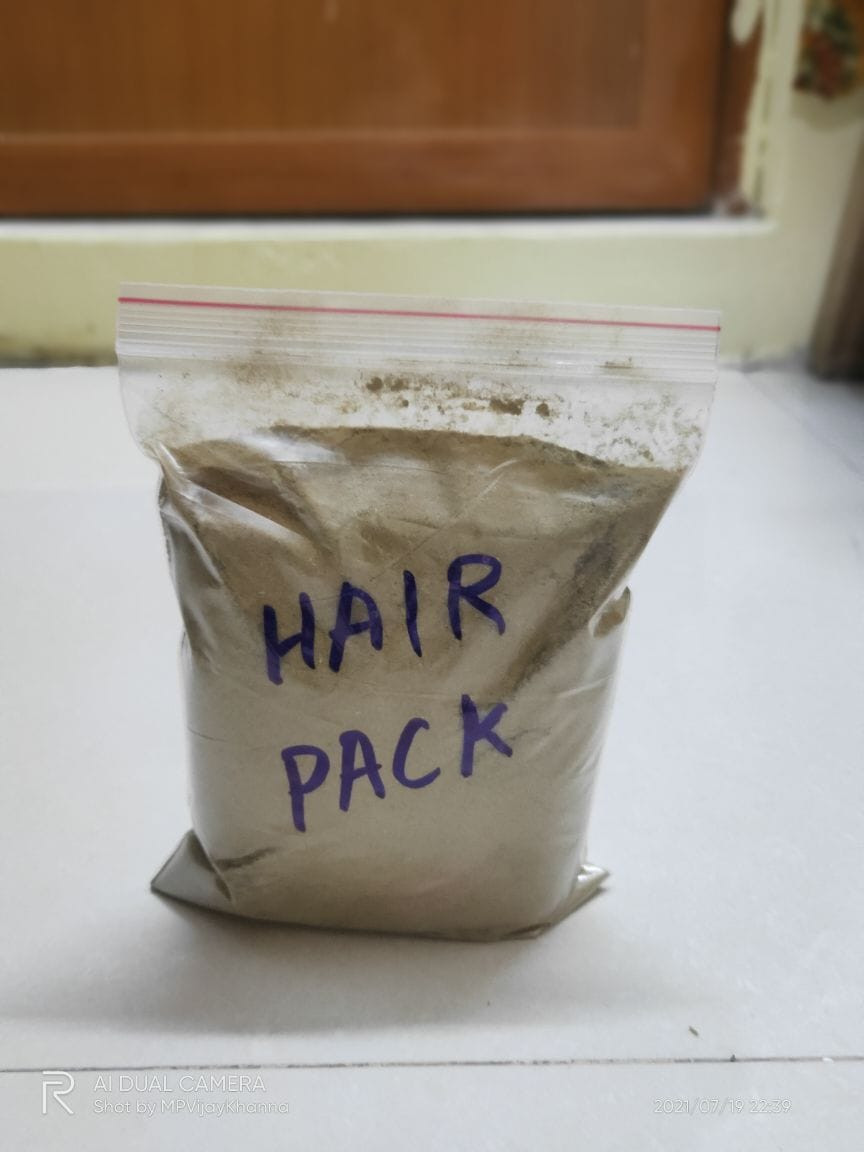 HAIR
PACK
AI DUAL CAMERA
Shot by MPVijayKhanna
2021/07/19 22:39